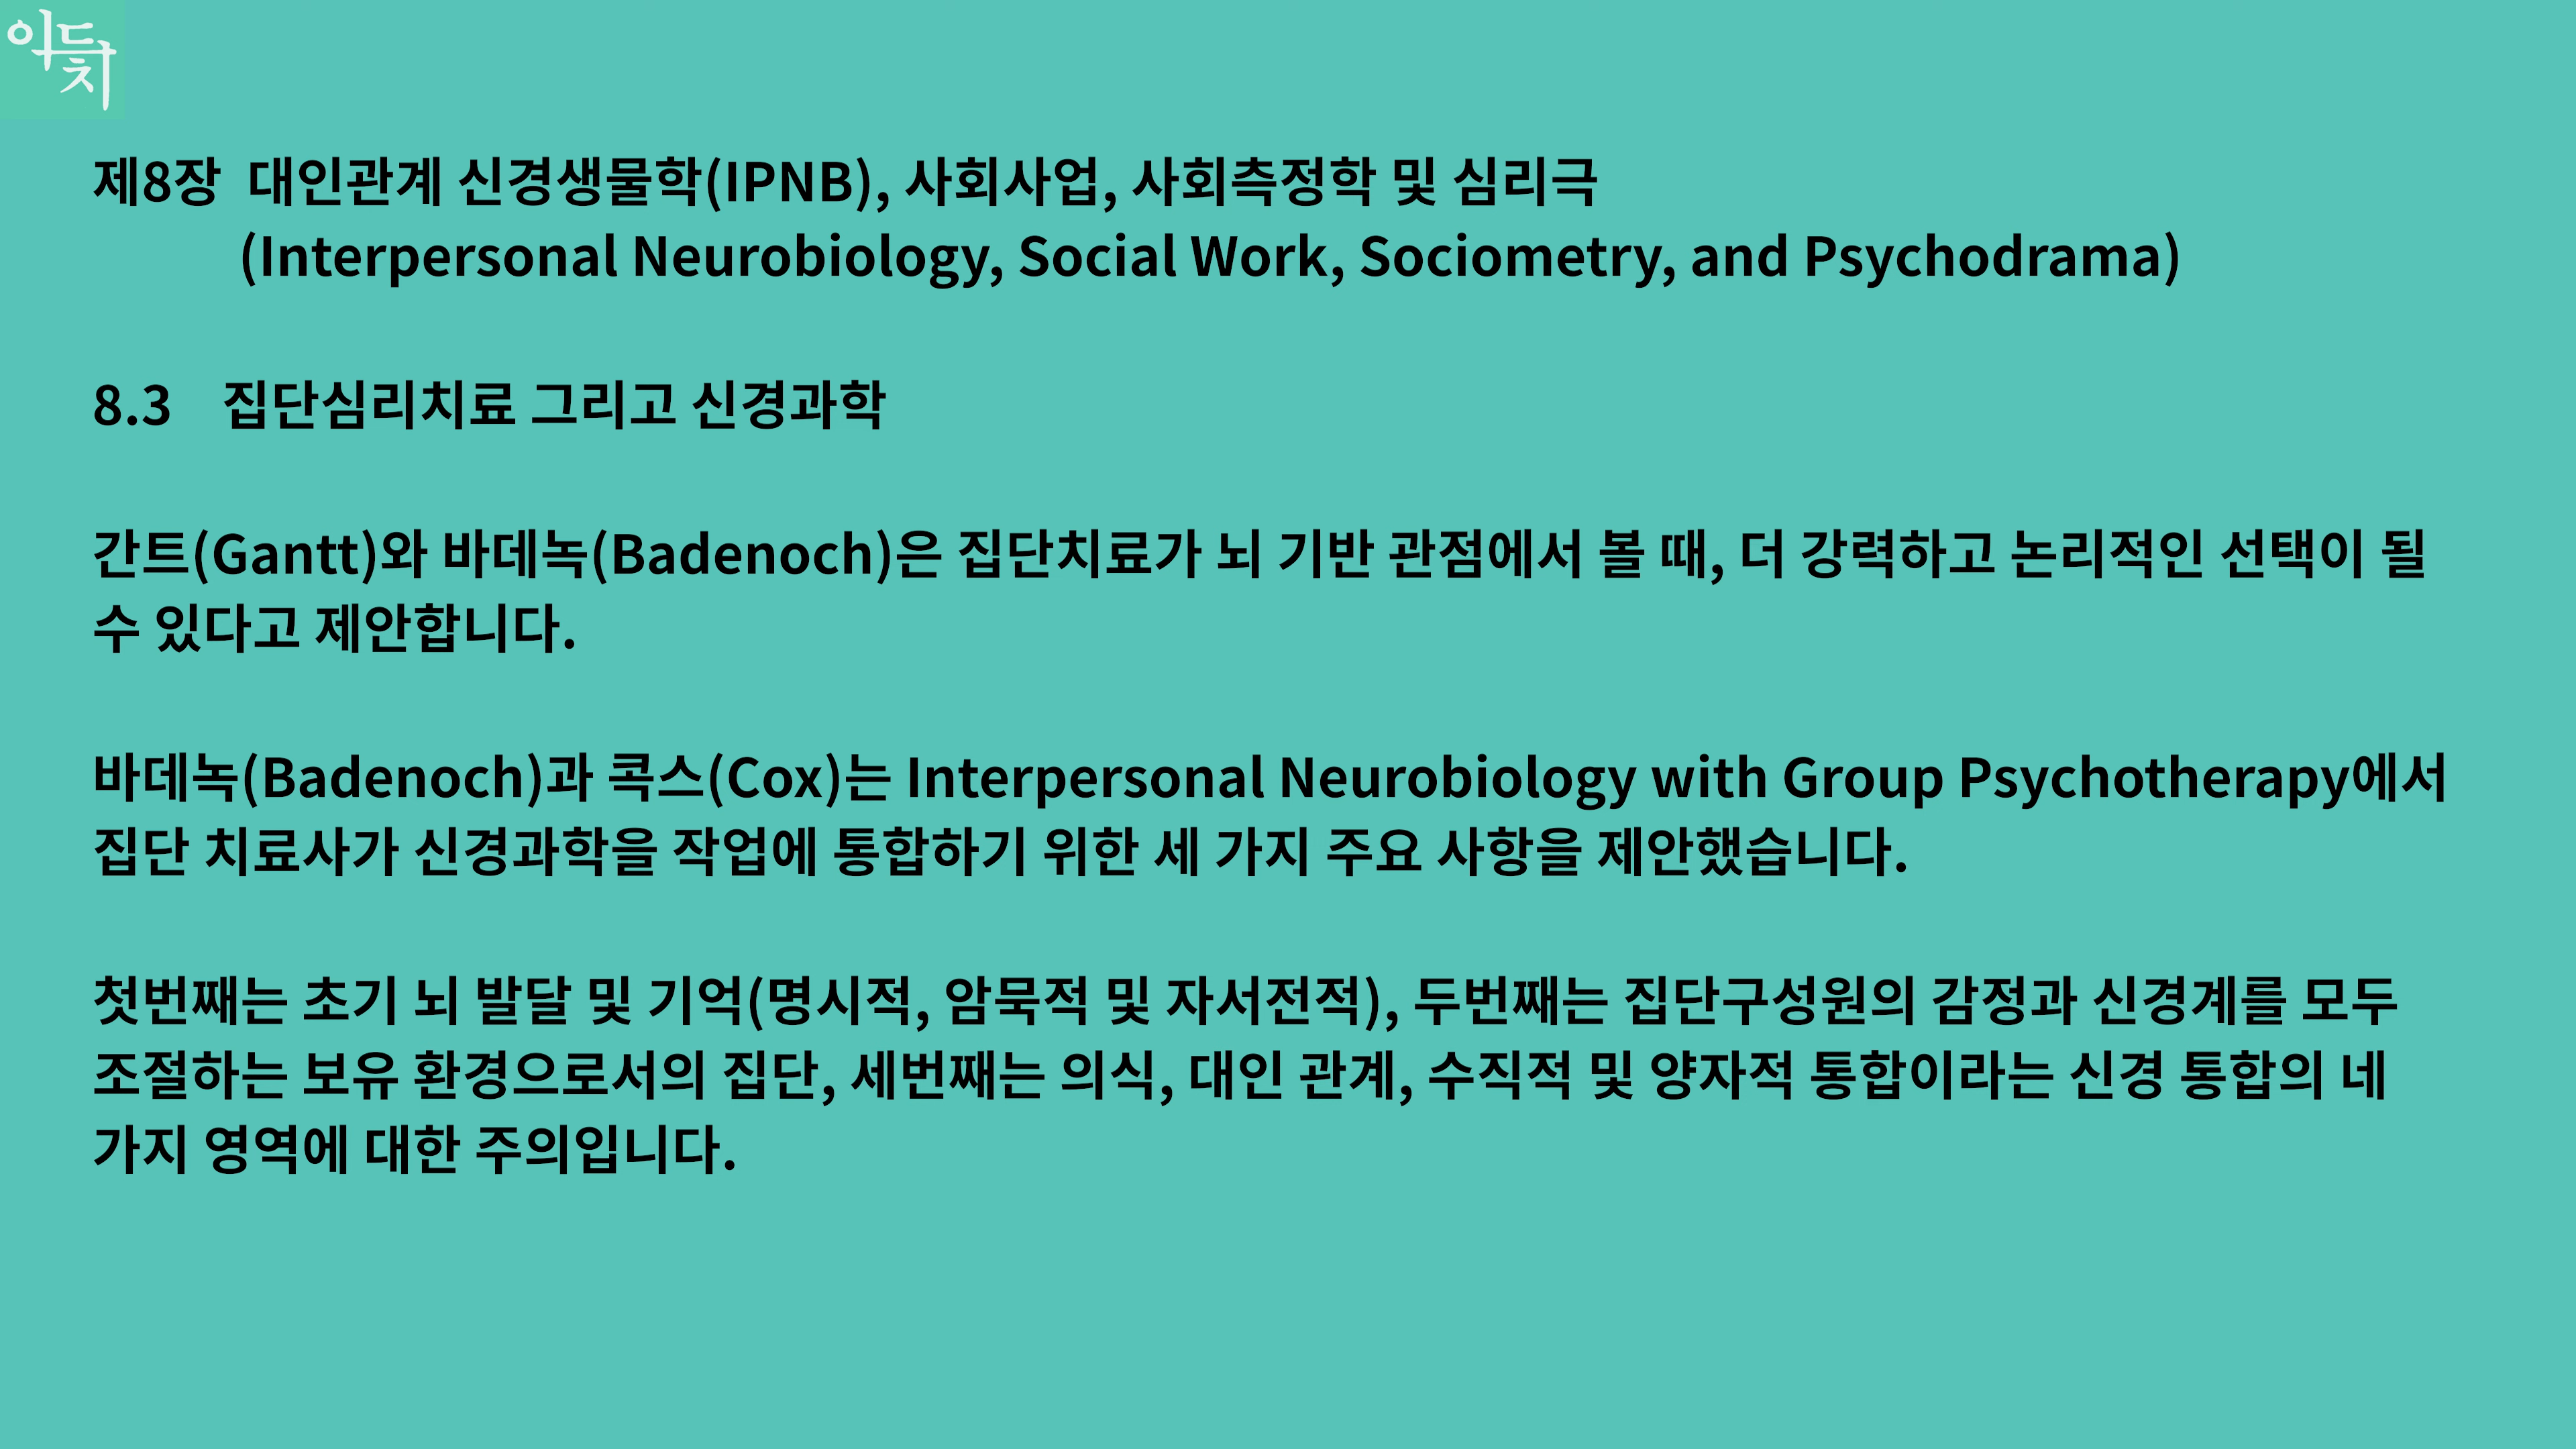 아듀치
제8장 대인관계 신경생물학(IPNB), 사회사업, 사회측정학 및 심리극
(Interpersonal Neurobiology, Social Work, Sociometry, and Psychodrama)
8.3 집단심리치료 그리고 신경과학
간트(Gantt)와 바데녹(Badenoch)은 집단치료가 뇌 기반 관점에서 볼 때, 더 강력하고 논리적인 선택이 될
수 있다고 제안합니다.
바데녹(Badenoch)과 콕스(Cox)는 Interpersonal Neurobiology with Group Psychotherapy에서
집단 치료사가 신경과학을 작업에 통합하기 위한 세 가지 주요 사항을 제안했습니다.
첫번째는 초기 뇌 발달 및 기억(명시적, 암묵적 및 자서전적), 두번째는 집단구성원의 감정과 신경계를 모두
조절하는 보유 환경으로서의 집단, 세번째는 의식, 대인 관계, 수직적 및 양자적 통합이라는 신경 통합의 네
가지 영역에 대한 주의입니다.